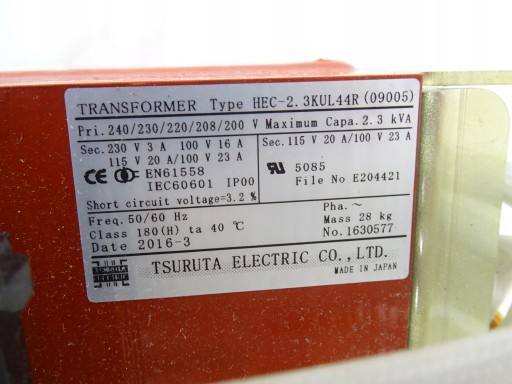 TRANSFORMER Type HEC-2.3KUL44R(09005)
Pri.240/230/220/208/200 V Maximum Capa.2.3 kVA
Sec.230 V 3 A 100 V 16 A
115 V 20 A/100 V 23 A
Sec.115 V 20 A/100 V 23 A
CE EN61558
IEC60601 IP00
5085
File No E204421
Short circuit voltage=3.2 %
Freq.50/60 Hz
Pha.~
Class 180(H) ta 40 ℃
Mass 28 kg
Date 2016-3
No.1630577
TSURUTA ELECTRIC CO.,LTD.
MADE IN JAPAN